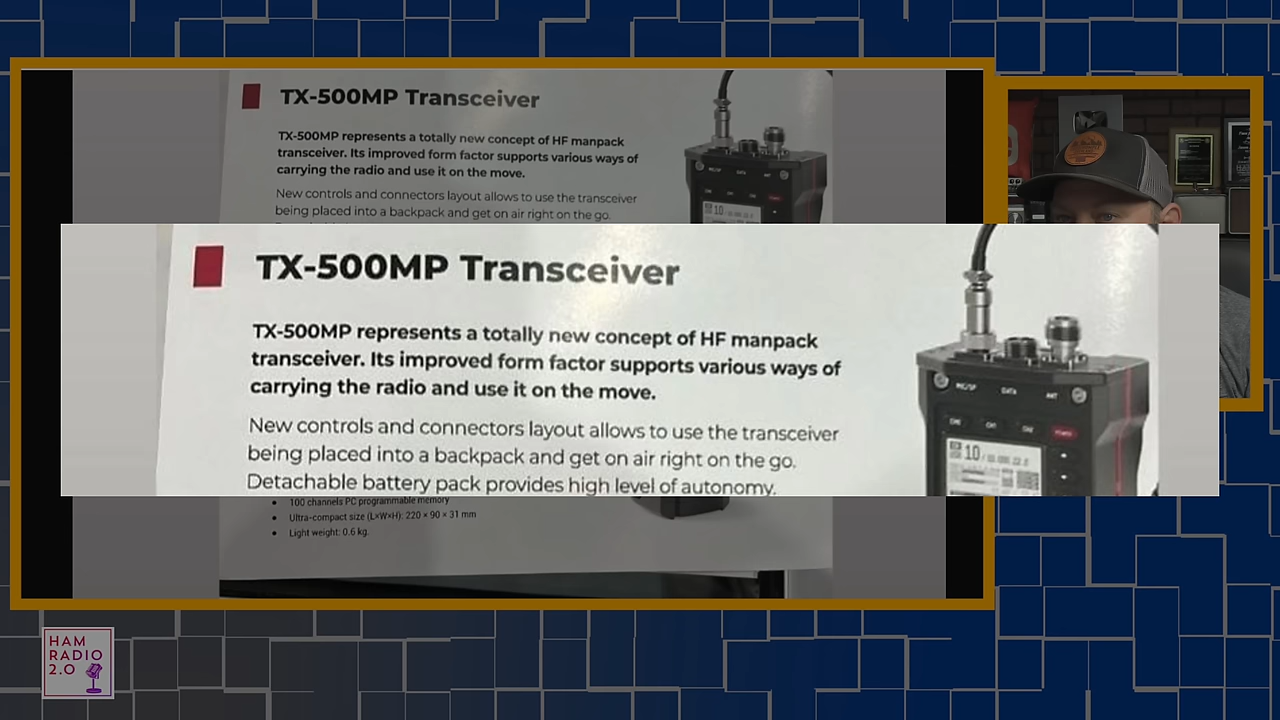 TX-500MP Transceiver
TX-500MP represents a totally new concept of HF manpack
transceiver. Its improved form factor supports various ways of
carrying the radio and use it on the move.
New controls and connectors layout allows to use the transceiver
being placed into a backpack and get on air right on the go.
TX-500MP Transceiver
TX-500MP represents a totally new concept of HF manpack
transceiver. Its improved form factor supports various ways of
carrying the radio and use it on the move.
New controls and connectors layout allows to use the transceiver
being placed into a backpack and get on air right on the go.
Detachable battery pack provides high level of autonomy.
MIC/SP DATA ANT
100 channels PC programmable memory
Ultra-compact size (L×W×H): 220 × 90 × 31 mm
Light weight: 0.6 kg.
HAM
RADIO
2.0